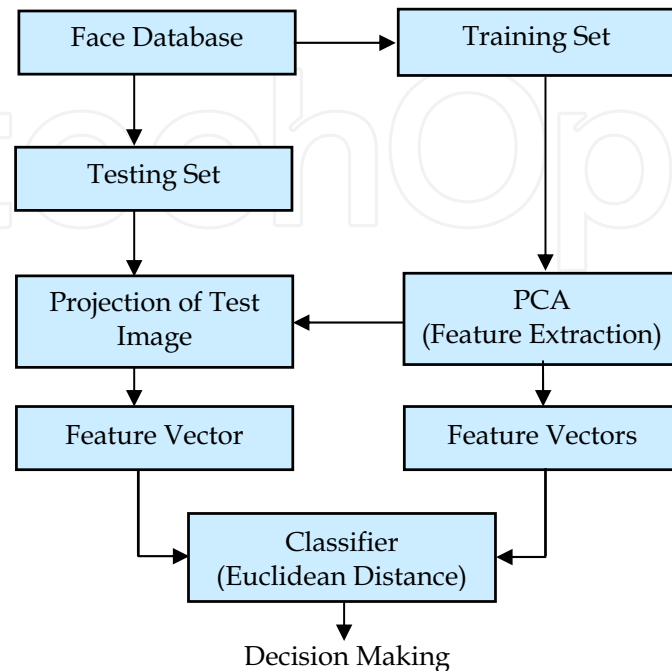 Face Database
Training Set
Testing Set
Projection of Test
Image
PCA
(Feature Extraction)
Feature Vector
Feature Vectors
Classifier
(Euclidean Distance)
Decision Making